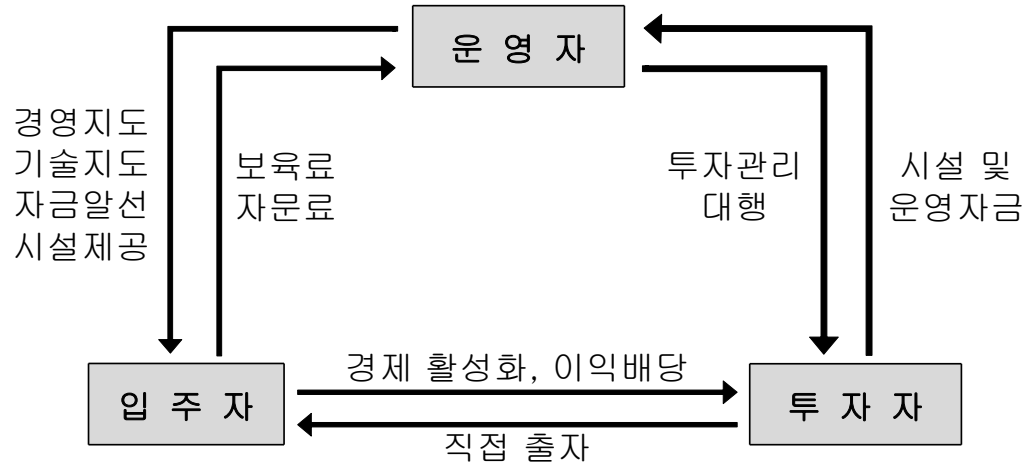 운 영 자
경영지도
기술지도
자금알선
시설제공
보육료
자문료
투자관리
대행
시설 및
운영자금
경제 활성화, 이익배당
입 주 자
투 자 자
직접 출자